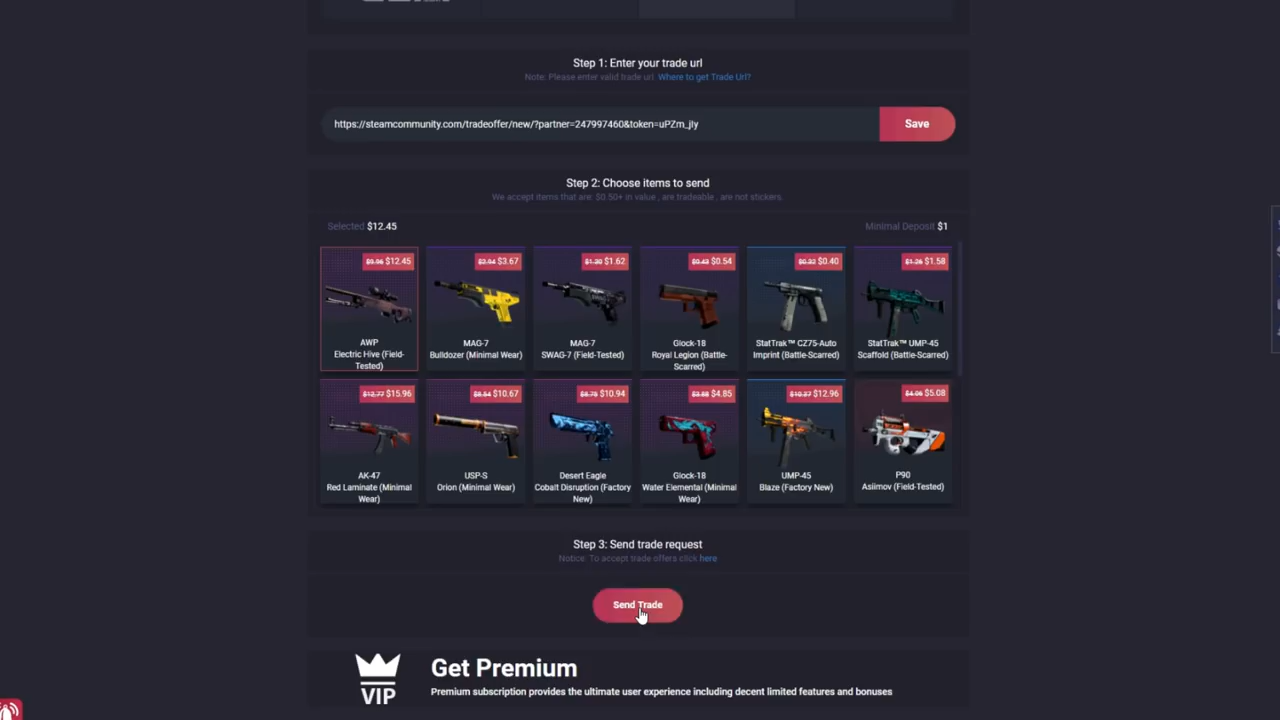 Step 1: Enter your trade url
Note: Please enter valid trade url. Where to get Trade Url?
https://steamcommunity.com/tradeoffer/new/?partner=247997460&token=uPZm_jIy
Save
Step 2: Choose items to send
We accept items that are: $0.50+ in value , are tradeable , are not stickers.
Selected $12.45
Minimal Deposit $1
$9.96 $12.45
AWP
Electric Hive (Field-
Tested)
$2.94 $3.67
MAG-7
Bulldozer (Minimal Wear)
$1.30 $1.62
MAG-7
SWAG-7 (Field-Tested)
$0.43 $0.54
Glock-18
Royal Legion (Battle-
Scarred)
$0.32 $0.40
StatTrak™ CZ75-Auto
Imprint (Battle-Scarred)
$1.26 $1.58
StatTrak™ UMP-45
Scaffold (Battle-Scarred)
$12.77 $15.96
AK-47
Red Laminate (Minimal
Wear)
$8.54 $10.67
USP-S
Orion (Minimal Wear)
$8.75 $10.94
Desert Eagle
Cobalt Disruption (Factory
New)
$3.88 $4.85
Glock-18
Water Elemental (Minimal
Wear)
$10.37 $12.96
UMP-45
Blaze (Factory New)
$4.06 $5.08
P90
Asiimov (Field-Tested)
Step 3: Send trade request
Notice: To accept trade offers click here
Send Trade
VIP
Get Premium
Premium subscription provides the ultimate user experience including decent limited features and bonuses